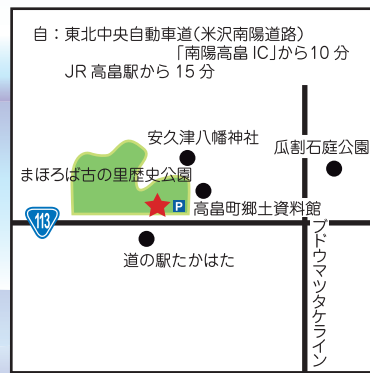 自：東北中央自動車道(米沢南陽道路)
「南陽高畠 IC」から10 分
JR 高畠駅から 15 分
安久津八幡神社
瓜割石庭公園
まほろば古の里歴史公園
P
高畠町郷土資料館
113
道の駅たかはた
ブドウマツタケライン